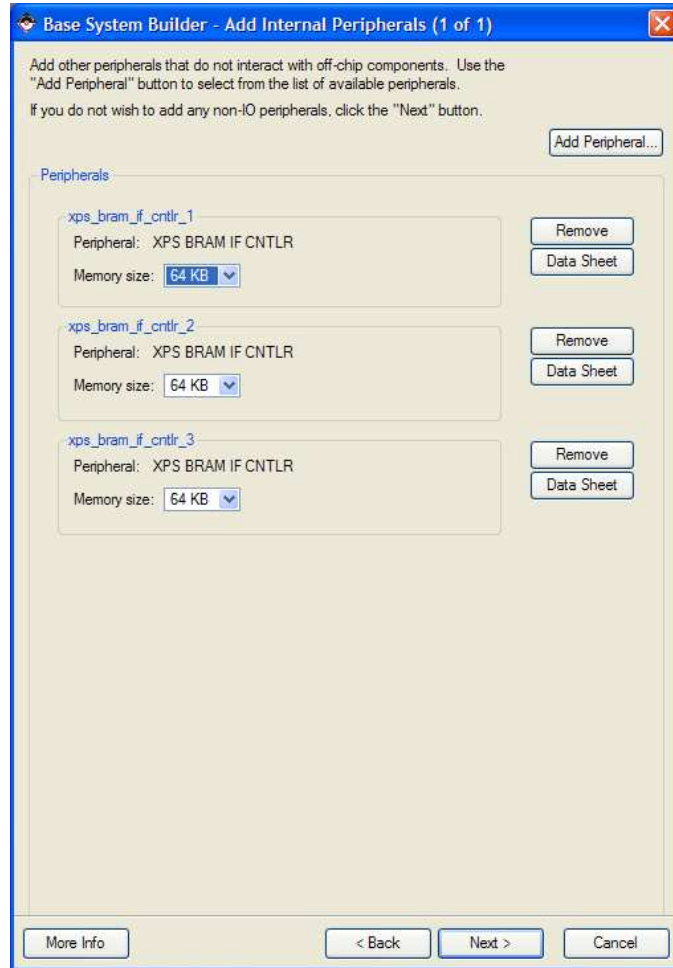 Base System Builder - Add Internal Peripherals (1 of 1)
Add other peripherals that do not interact with off-chip components. Use the
"Add Peripheral" button to select from the list of available peripherals.
If you do not wish to add any non-IO peripherals, click the "Next" button.
Add Peripheral...
Peripherals
xps_bram_if_cntlr_1
Peripheral: XPS BRAM IF CNTLR
Memory size: 64 KB
Remove
Data Sheet
xps_bram_if_cntlr_2
Peripheral: XPS BRAM IF CNTLR
Memory size: 64 KB
Remove
Data Sheet
xps_bram_if_cntlr_3
Peripheral: XPS BRAM IF CNTLR
Memory size: 64 KB
Remove
Data Sheet
More Info
< Back
Next >
Cancel